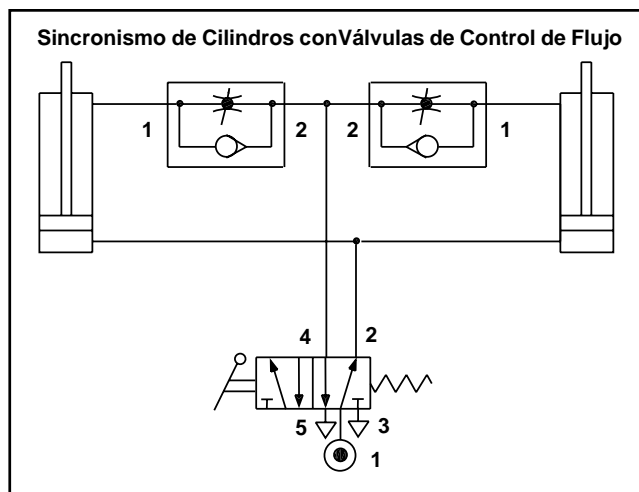 Sincronismo de Cilindros conVálvulas de Control de Flujo
1 2 2 1
4 2
5 3
1